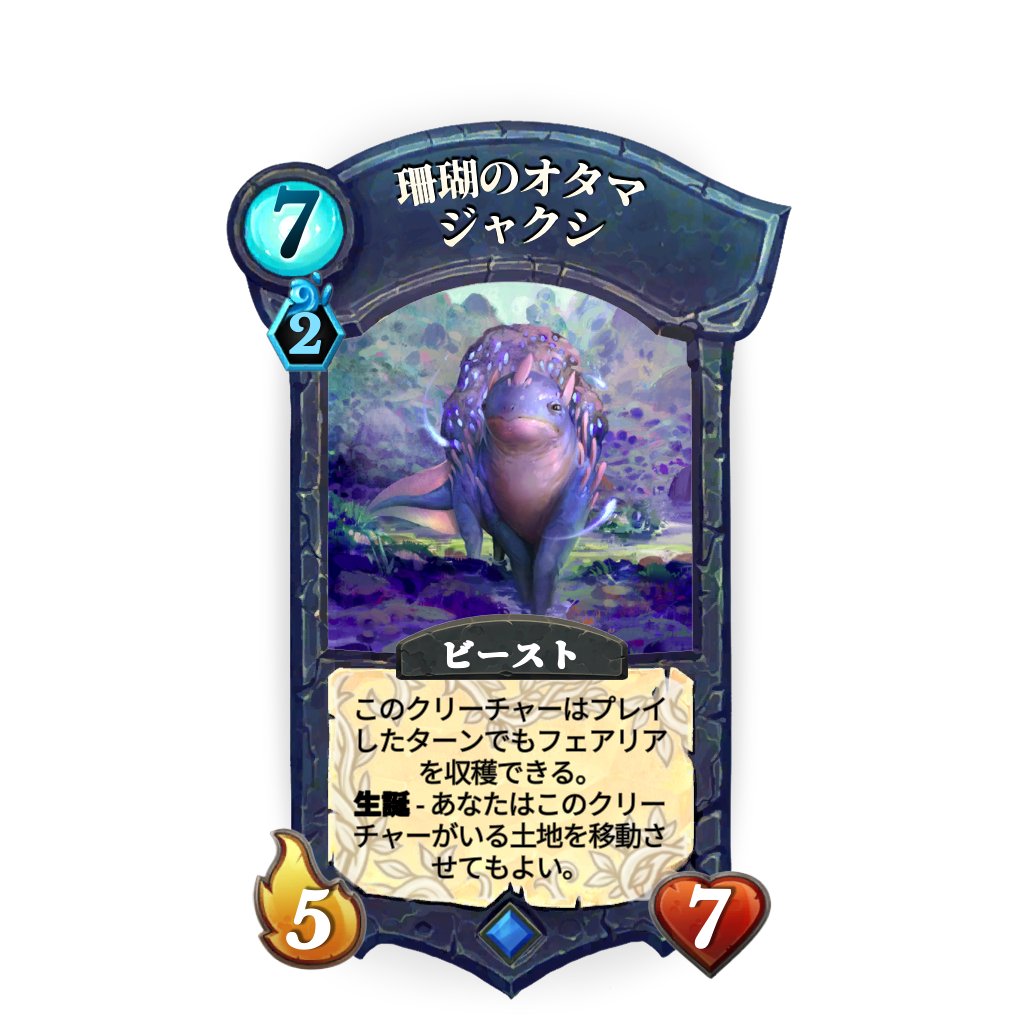 珊瑚のオタマ
ジャクシ
7
2
ビースト
このクリーチャーはプレイ
したターンでもフェアリア
を収穫できる。
生誕 - あなたはこのクリー
チャーがいる土地を移動さ
せてもよい。
5
7